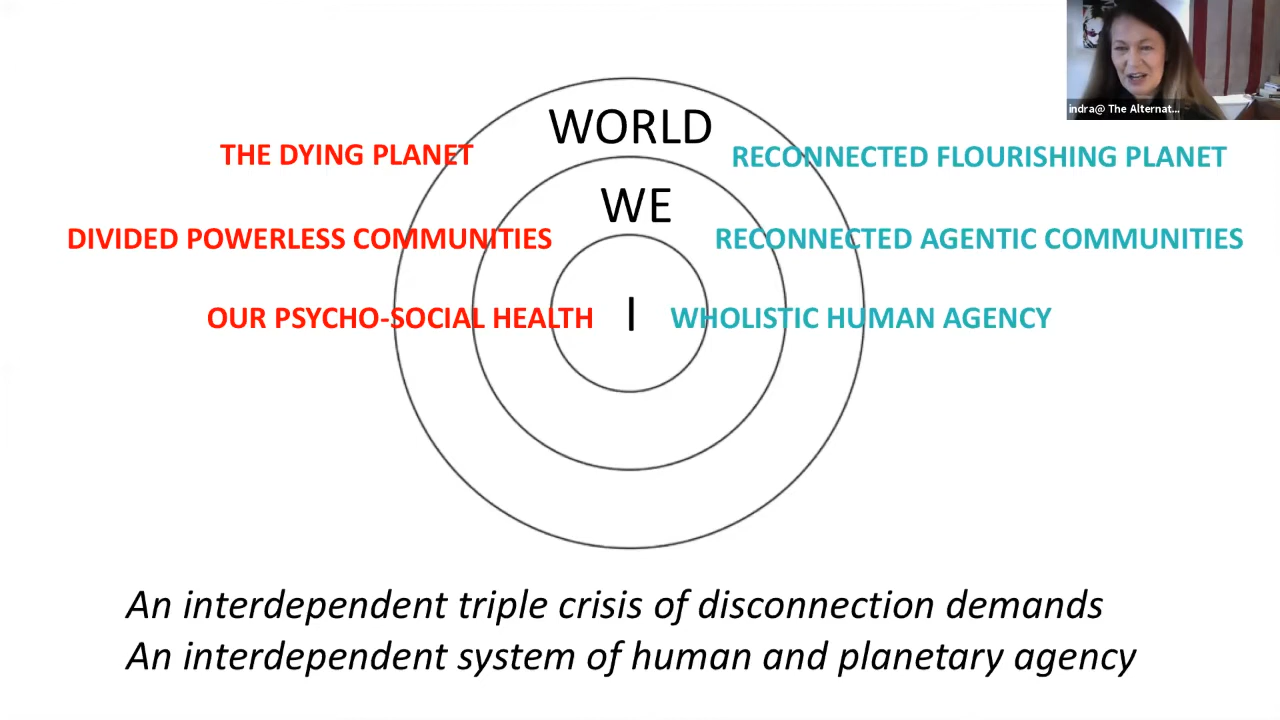 indra@ The Alternat...
WORLD
THE DYING PLANET
RECONNECTED FLOURISHING PLANET
WE
DIVIDED POWERLESS COMMUNITIES
RECONNECTED AGENTIC COMMUNITIES
OUR PSYCHO-SOCIAL HEALTH
I
WHOLISTIC HUMAN AGENCY
An interdependent triple crisis of disconnection demands
An interdependent system of human and planetary agency